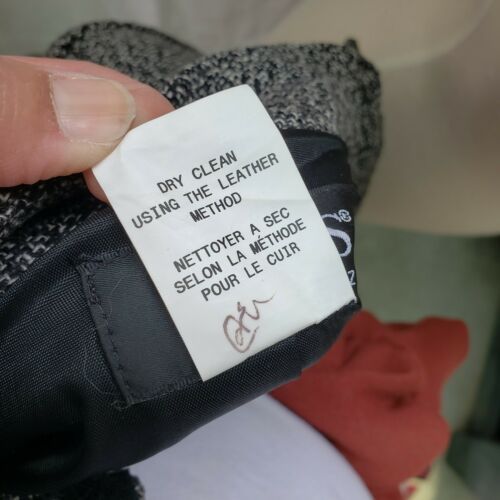 DRY CLEAN
USING THE LEATHER
METHOD
NETTOYER A SEC
SELON LA MÉTHODE
POUR LE CUIR
S®
Z